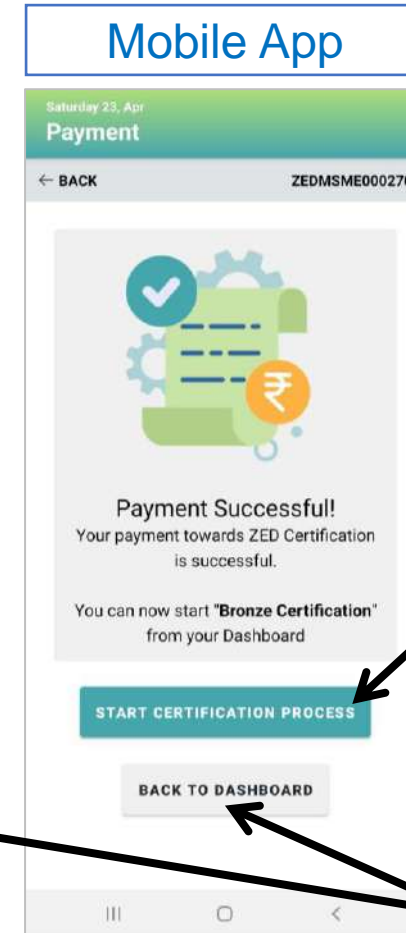 Mobile App
Saturday 23, Apr
Payment
← BACK
ZEDMSME00027
₹
Payment Successful!
Your payment towards ZED Certification
is successful.
You can now start "Bronze Certification"
from your Dashboard
START CERTIFICATION PROCESS
BACK TO DASHBOARD